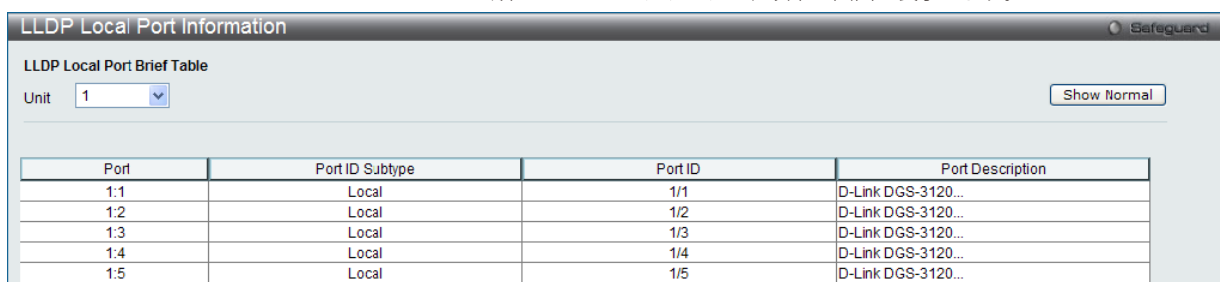 LLDP Local Port Information
Safeguard
LLDP Local Port Brief Table
Unit 1
Show Normal
Port Port ID Subtype Port ID Port Description
1:1 Local 1/1 D-Link DGS-3120...
1:2 Local 1/2 D-Link DGS-3120...
1:3 Local 1/3 D-Link DGS-3120...
1:4 Local 1/4 D-Link DGS-3120...
1:5 Local 1/5 D-Link DGS-3120...